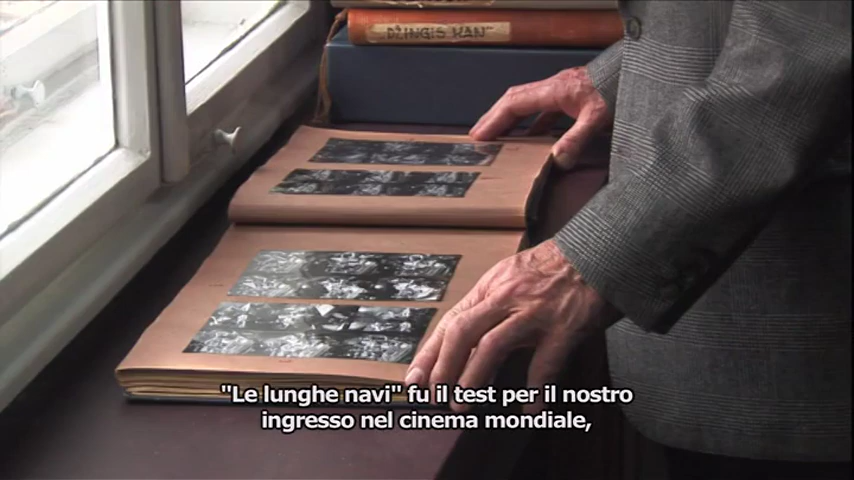 "DŽINGIS KAN"
"Le lunghe navi" fu il test per il nostro
ingresso nel cinema mondiale,